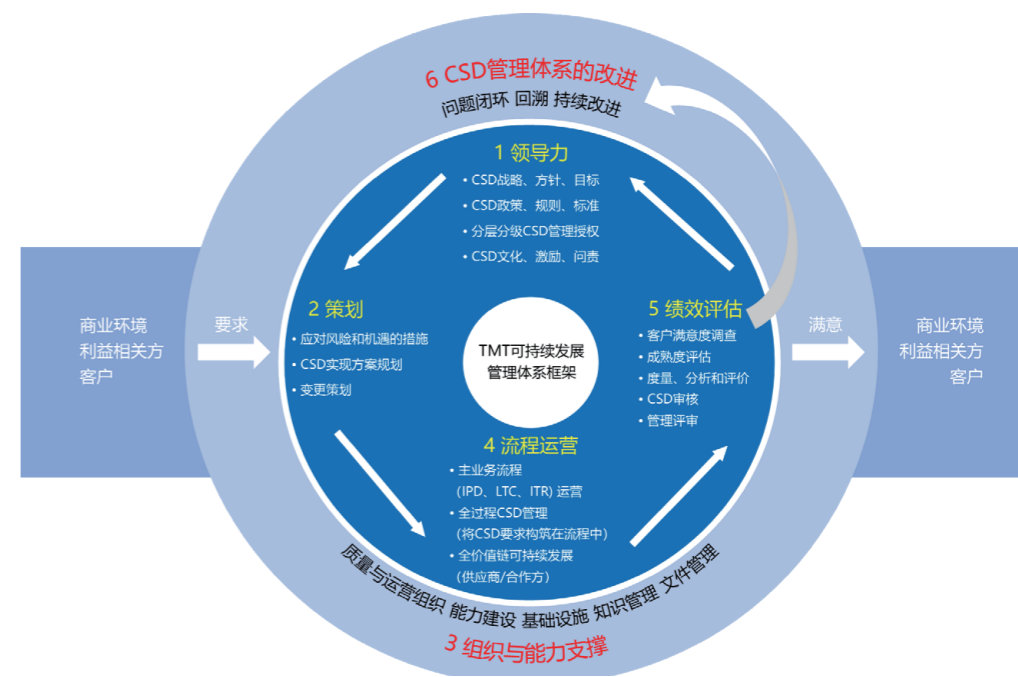 6 CSD管理体系的改进
问题闭环 回溯 持续改进
1 领导力
• CSD战略、方针、目标
• CSD政策、规则、标准
• 分层分级CSD管理授权
• CSD文化、激励、问责
商业环境
利益相关方
客户
要求
2 策划
• 应对风险和机遇的措施
• CSD实现方案规划
• 变更策划
TMT可持续发展
管理体系框架
5 绩效评估
• 客户满意度调查
• 成熟度评估
• 度量、分析和评价
• CSD审核
• 管理评审
满意
商业环境
利益相关方
客户
4 流程运营
• 主业务流程
（IPD、LTC、ITR) 运营
• 全过程CSD管理
（将CSD要求构筑在流程中）
• 全价值链可持续发展
（供应商/合作方）
质量与运营组织 能力建设 基础设施 知识管理 文件管理
3 组织与能力支撑